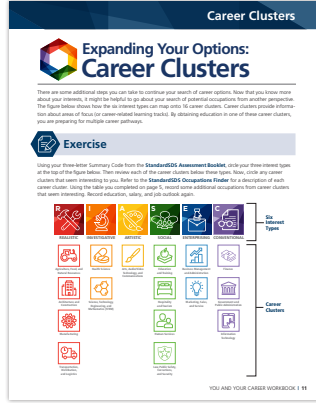 Career Clusters
Expanding Your Options:
Career Clusters
There are some additional steps you can take to continue your search of career options. Now that you know more
about your interests, it might be helpful to go about your search of potential occupations from another perspective.
The figure below shows how the six interest types can map onto 16 career clusters. Career clusters provide informa-
tion about areas of focus (or career-related learning tracks). By obtaining education in one of these career clusters,
you are preparing for multiple career pathways.
Exercise
Using your three-letter Summary Code from the StandardSDS Assessment Booklet, circle your three interest types
at the top of the figure below. Then review each of the career clusters below these types. Now, circle any career
clusters that seem interesting to you. Refer to the StandardSDS Occupations Finder for a description of each
career cluster. Using the table you completed on page 5, record some additional occupations from career clusters
that seem interesting. Record education, salary, and job outlook again.
R I A S E C
REALISTIC INVESTIGATIVE ARTISTIC SOCIAL ENTERPRISING CONVENTIONAL
Six
Interest
Types
Career
Clusters
Health Science
Finance
Manufacturing
Human Services
Information
Technology
YOU AND YOUR CAREER WORKBOOK | 11